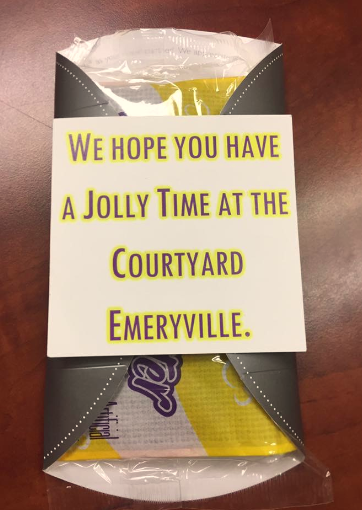 WE HOPE YOU HAVE
A JOLLY TIME AT THE
COURTYARD
EMERYVILLE.